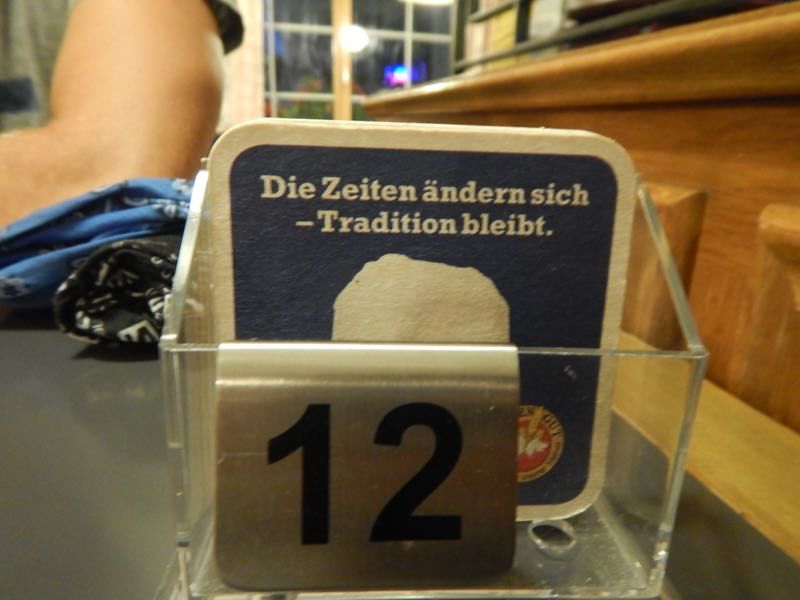 Die Zeiten ändern sich
–Tradition bleibt.
12